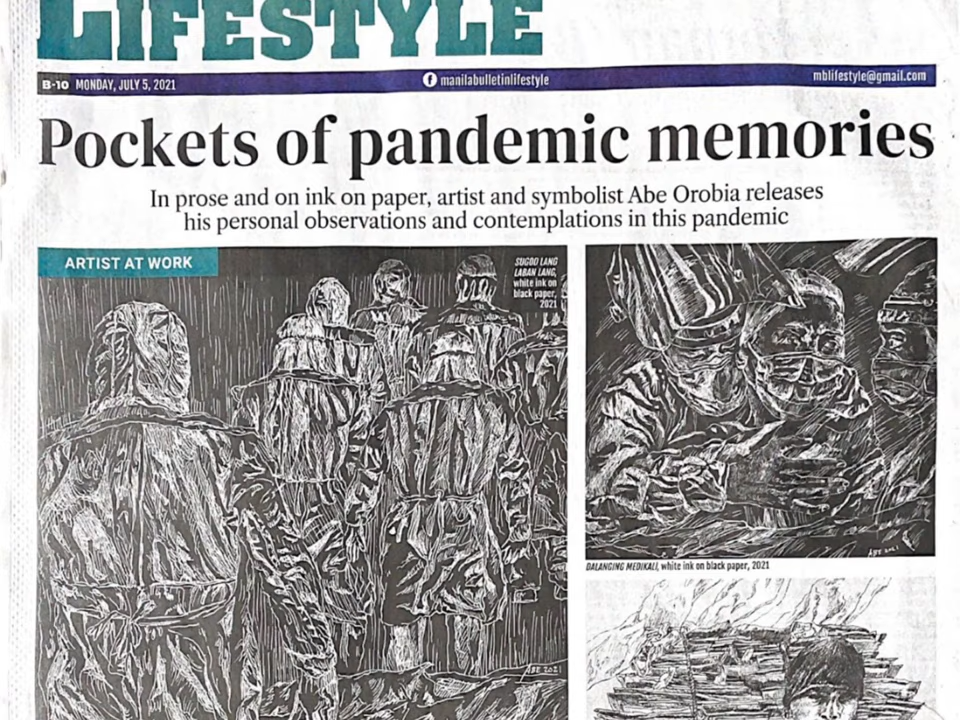 LIFESTYLE
B-10 MONDAY, JULY 5, 2021
manilabulletinlifestyle
mblifestyle@gmail.com
Pockets of pandemic memories
In prose and on ink on paper, artist and symbolist Abe Orobia releases
his personal observations and contemplations in this pandemic
ARTIST AT WORK
SUGOD LANG
LABAN LANG,
white ink on
black paper,
2021
ABE 2021
DALANGING MEDIKAL, white ink on black paper, 2021
ABE 2021